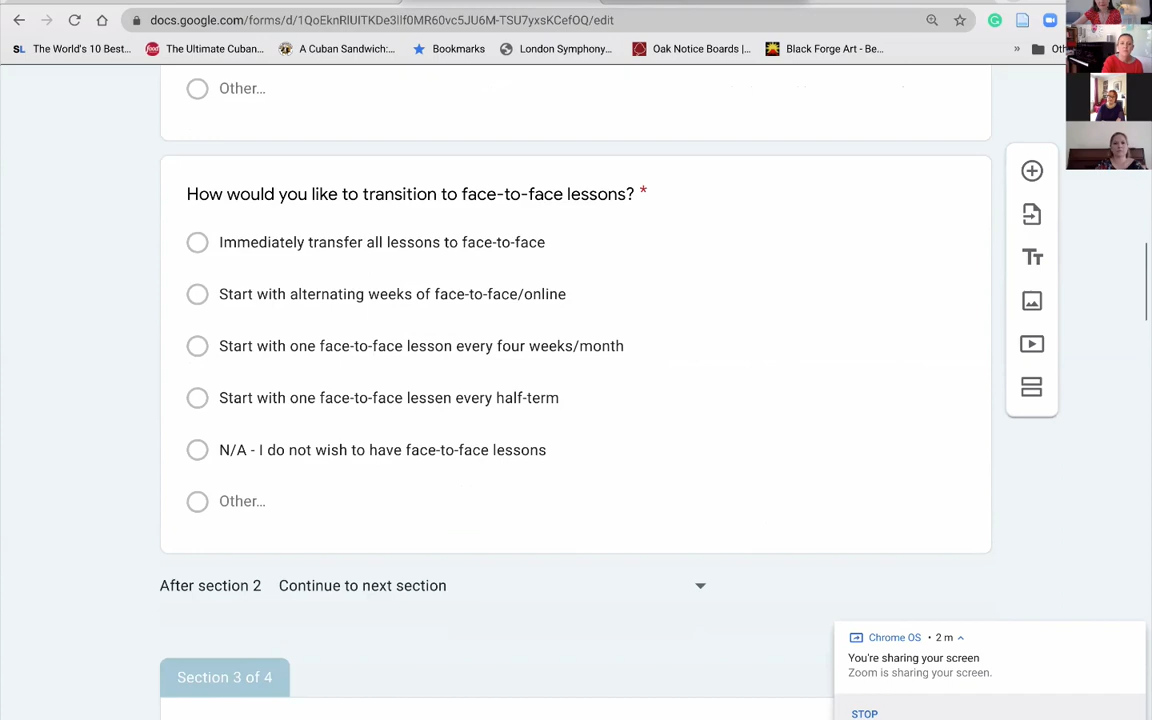 docs.google.com/forms/d/1QoEknRlUITKDe3Ilf0MR60vc5JU6M-TSU7yxsKCefOQ/edit
SL The World's 10 Best... food The Ultimate Cuban... A Cuban Sandwich:... Bookmarks London Symphony... Oak Notice Boards |... Black Forge Art - Be... » Oth
Other...
How would you like to transition to face-to-face lessons? *
Immediately transfer all lessons to face-to-face
Start with alternating weeks of face-to-face/online
Tт
Start with one face-to-face lesson every four weeks/month
Start with one face-to-face lessen every half-term
N/A - I do not wish to have face-to-face lessons
Other...
After section 2 Continue to next section
Chrome OS • 2 m
You're sharing your screen
Zoom is sharing your screen.
Section 3 of 4
STOP